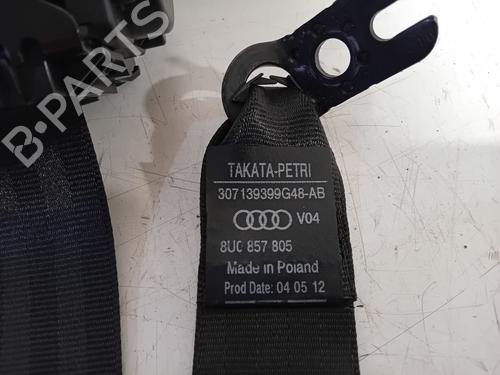 B-PARTS
TAKATA-PETRI
307139399G48-AB
V04
8U0 857 805
Made in Poland
Prod Date: 04 05 12